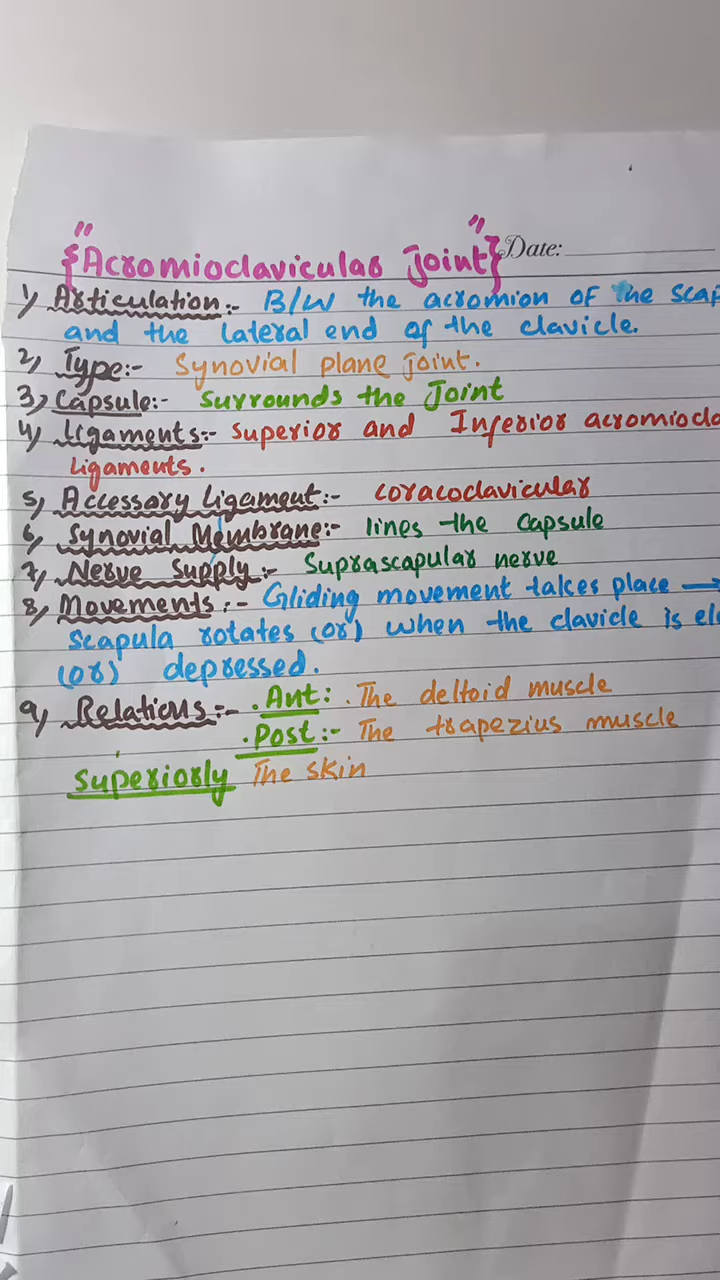 "{Acromioclavicular Joint}"
Date:
1) Articulation:- B/W the acromion of the scap
and the lateral end of the clavicle.
2) Type:- Synovial plane joint.
3) Capsule:- Surrounds the Joint
4) Ligaments:- Superior and Inferior acromiocla
Ligaments.
5) Accessory Ligament:- coracoclavicular
6) Synovial Membrane:- lines the capsule
7) Nerve Supply:- Suprascapular nerve
8) Movements:- Gliding movement takes place →
Scapula rotates (or) when the clavicle is ele
(or) depressed.
9) Relations:- .Ant: . The deltoid muscle
.Post:- The trapezius muscle
Superiorly The skin